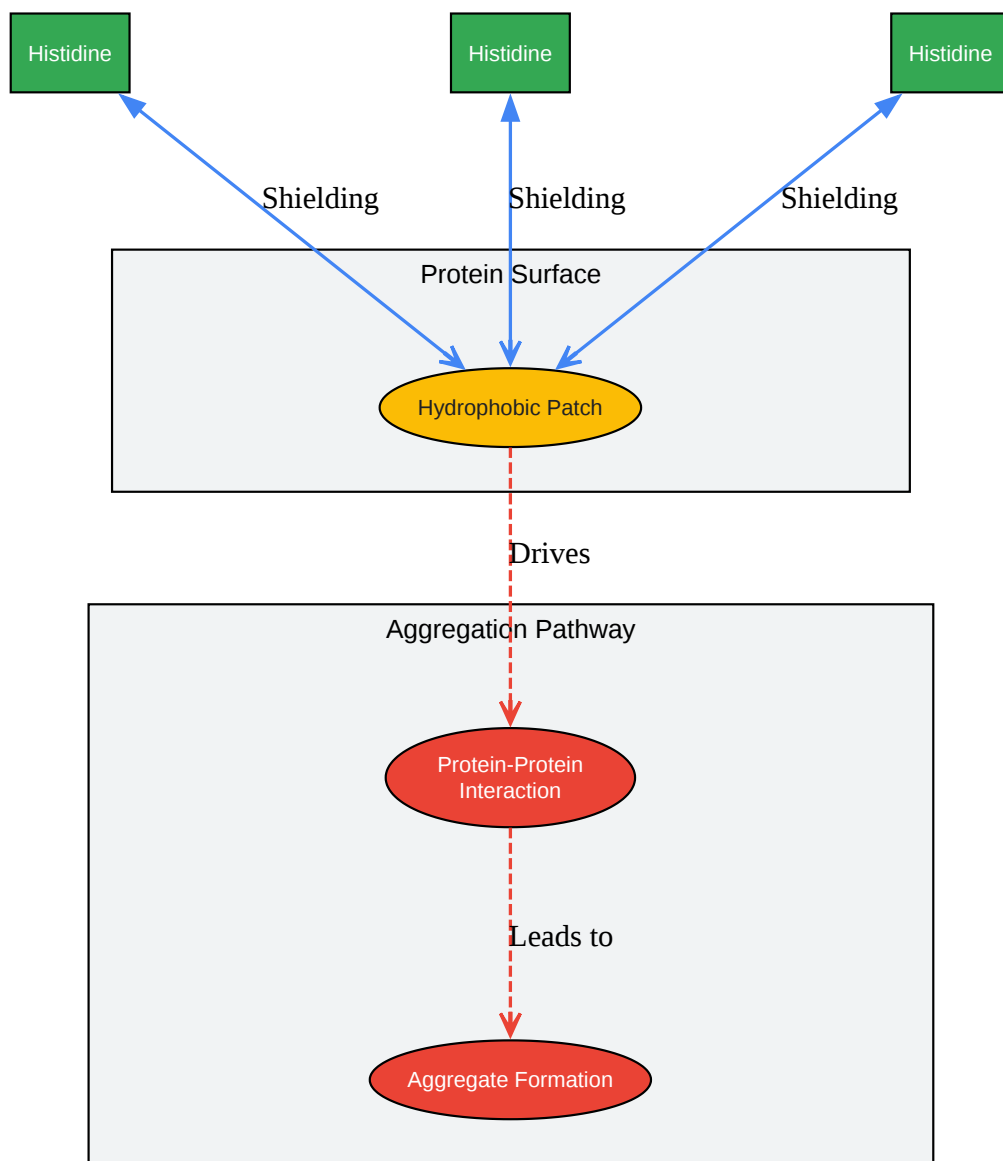 Histidine
Histidine
Histidine
Shielding
Shielding
Shielding
Protein Surface
Hydrophobic Patch
Drives
Aggregation Pathway
Protein-Protein
Interaction
Leads to
Aggregate Formation